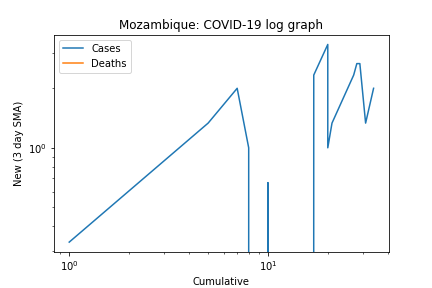 Mozambique: COVID-19 log graph
Cases
Deaths
New (3 day SMA)
10⁰
10⁰
10¹
Cumulative